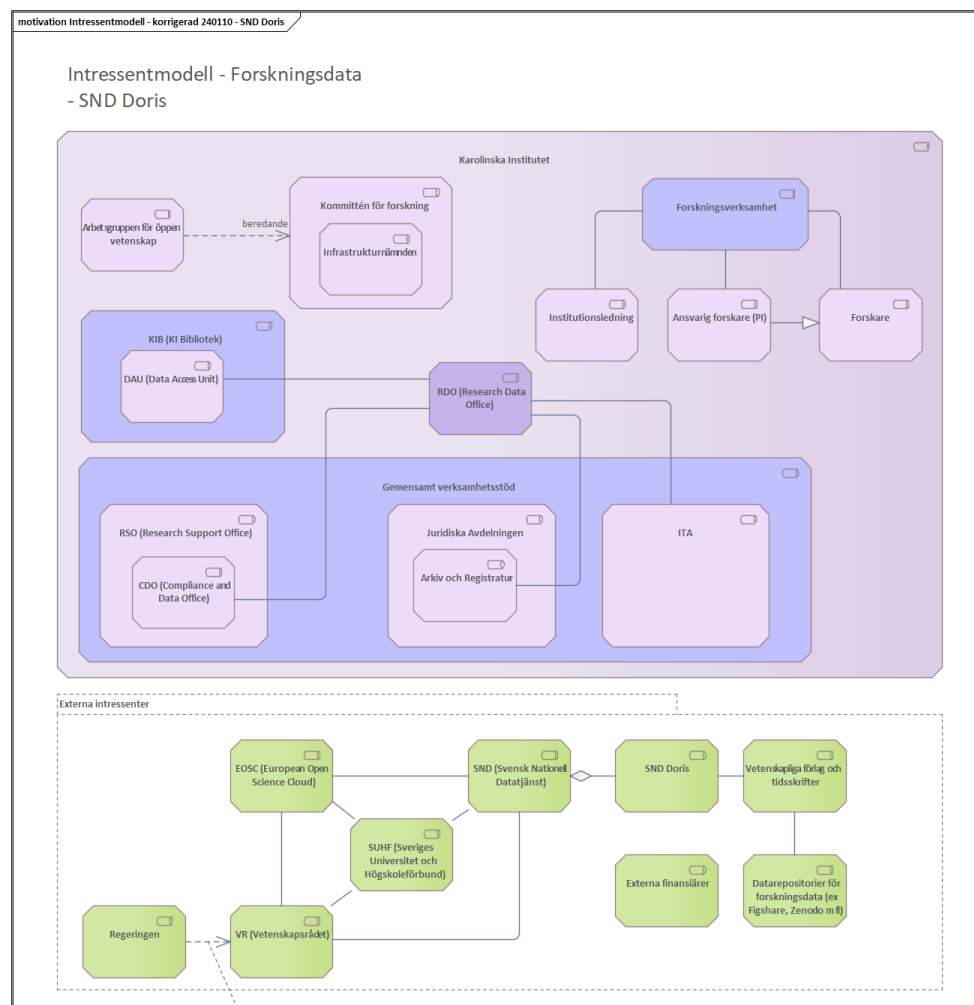 motivation Intressentmodell - korrigerad 240110 - SND Doris
Intressentmodell - Forskningsdata
- SND Doris
Karolinska Institutet
Arbetsgruppen för öppen
vetenskap
beredande
Kommittén för forskning
Infrastrukturnämnden
Forskningsverksamhet
Institutionsledning
Ansvarig forskare (PI)
Forskare
KIB (KI Bibliotek)
DAU (Data Access Unit)
RDO (Research Data
Office)
Gemensamt verksamhetsstöd
RSO (Research Support Office)
CDO (Compliance and
Data Office)
Juridiska Avdelningen
Arkiv och Registratur
ITA
Externa intressenter
EOSC (European Open
Science Cloud)
SND (Svensk Nationell
Datatjänst)
SND Doris
Vetenskapliga förlag och
tidsskrifter
SUHF (Sveriges
Universitet och
Högskoleförbund)
Externa finansiärer
Datarepositorier för
forskningsdata (ex
Figshare, Zenodo m fl)
Regeringen
VR (Vetenskapsrådet)